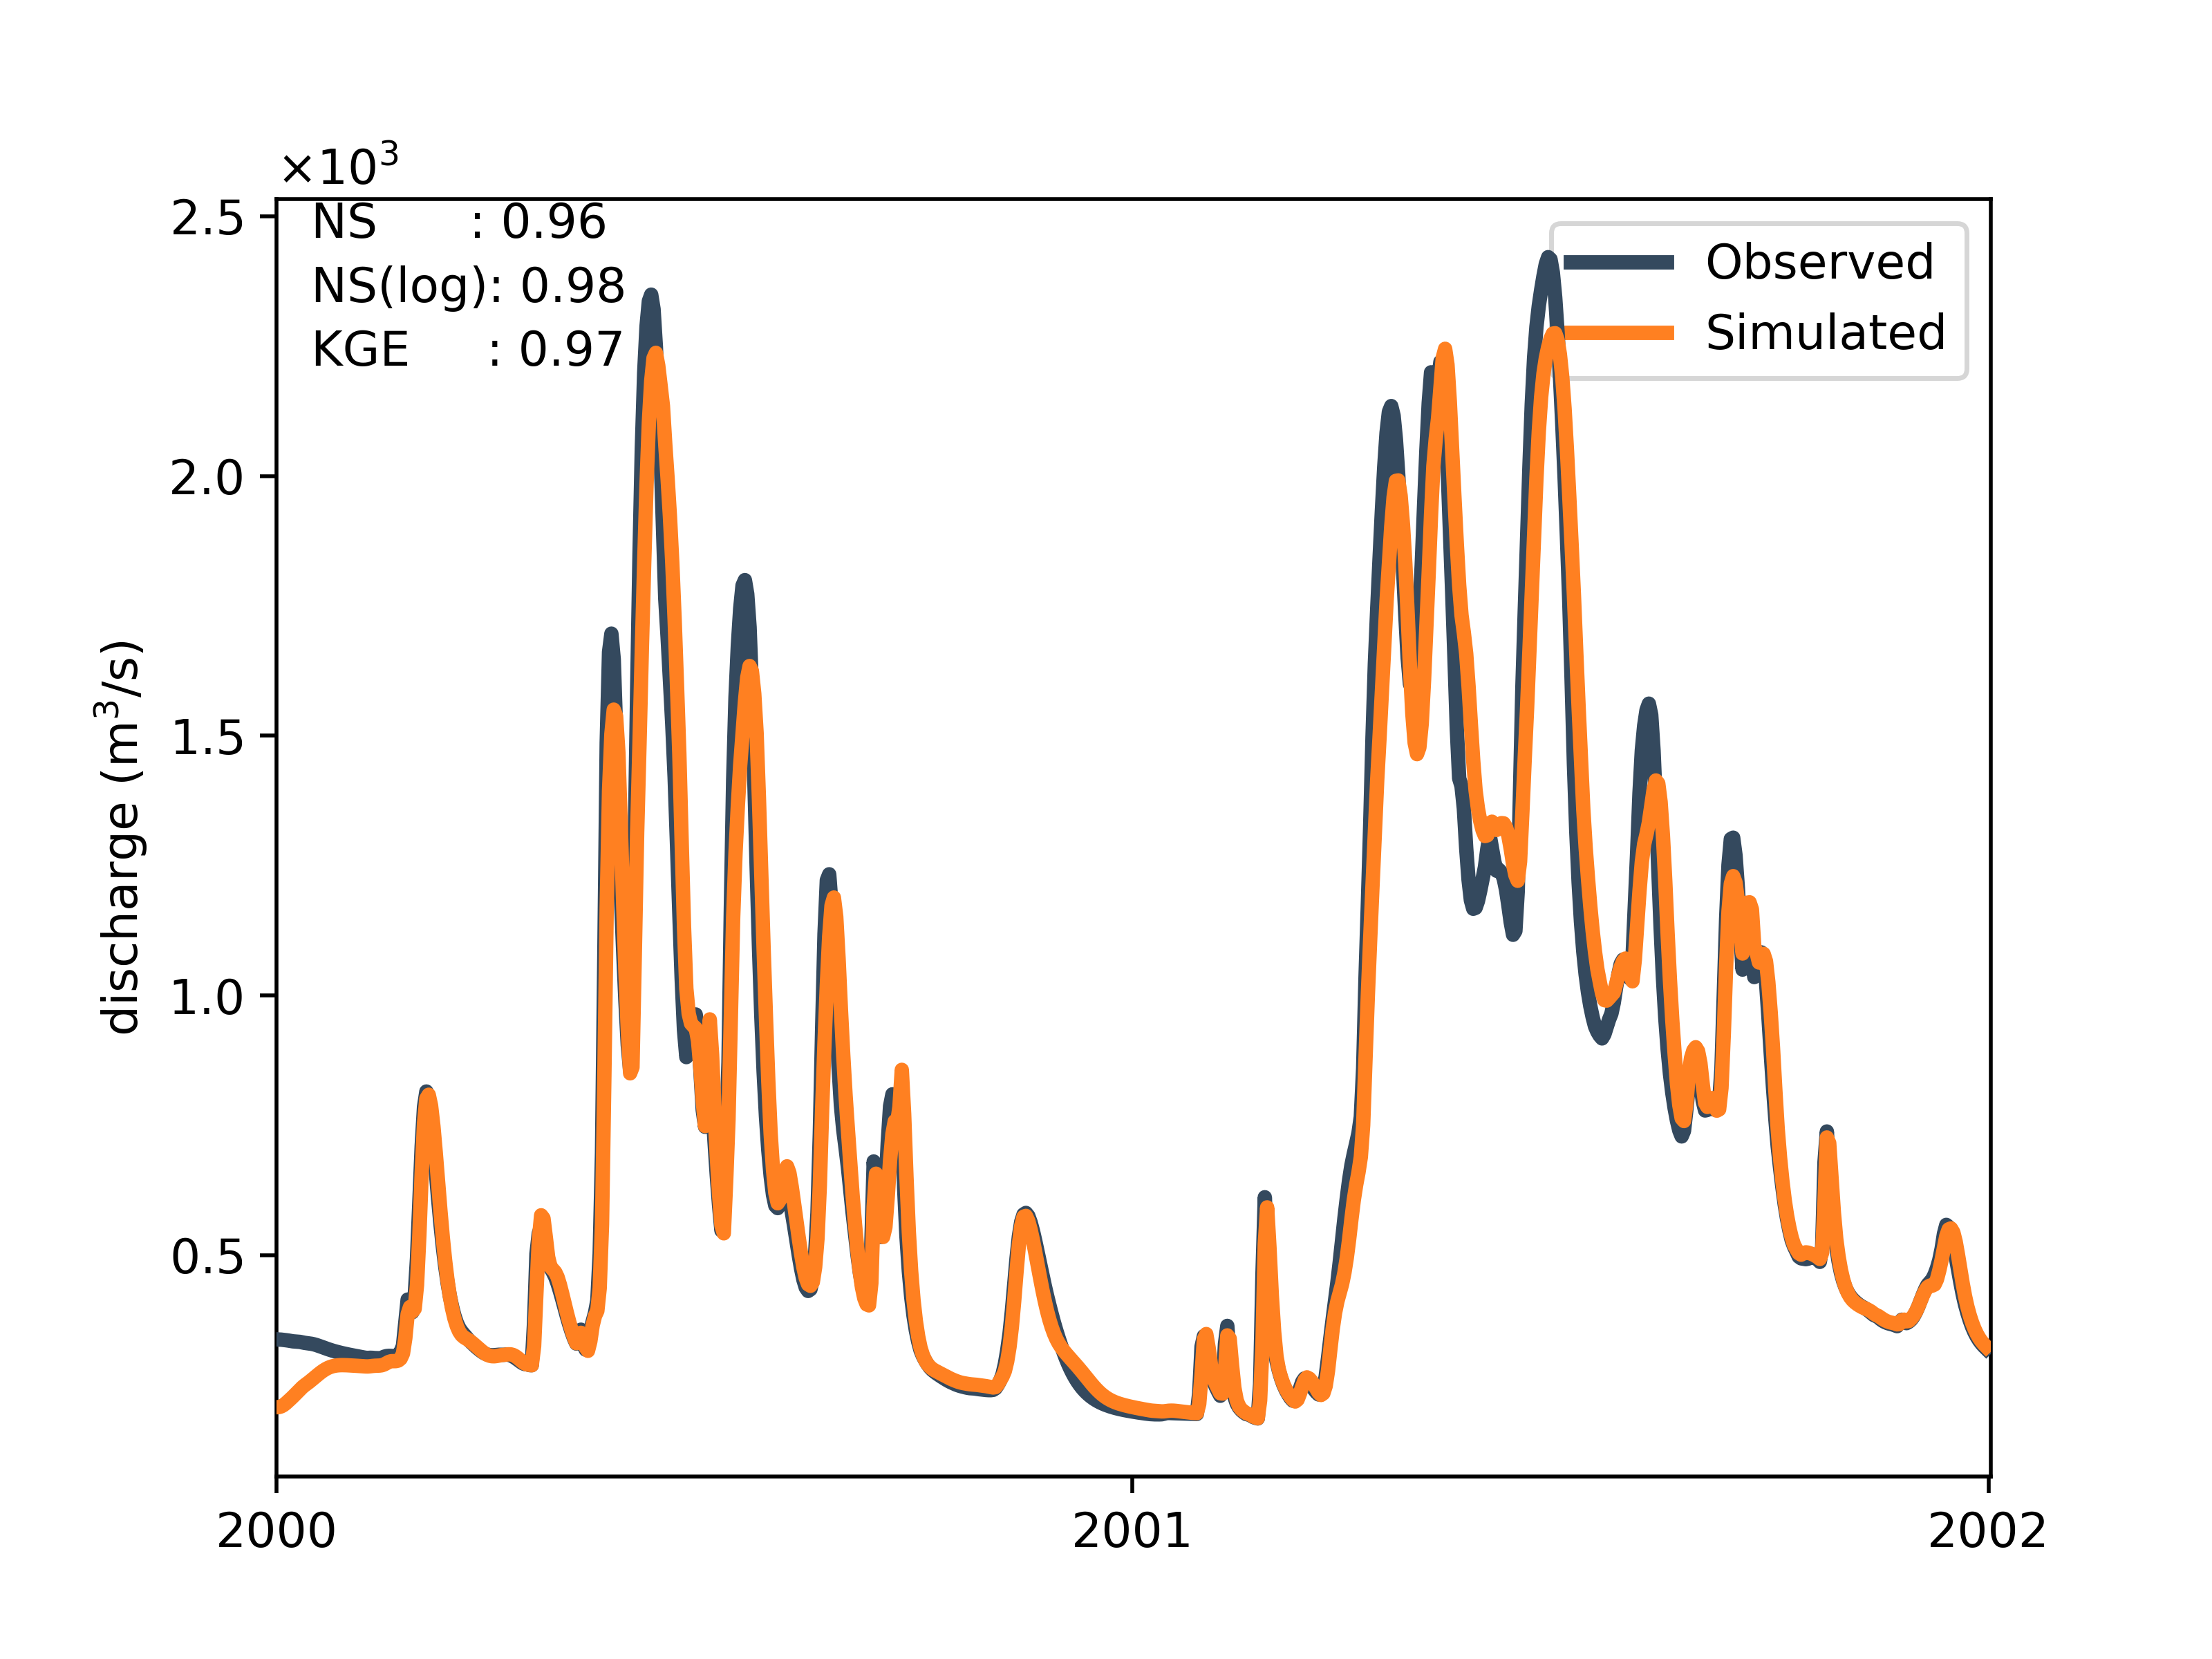 ×10³
2.5
2.0
1.5
1.0
0.5
discharge (m³/s)
NS : 0.96
NS(log): 0.98
KGE : 0.97
Observed
Simulated
2000 2001 2002